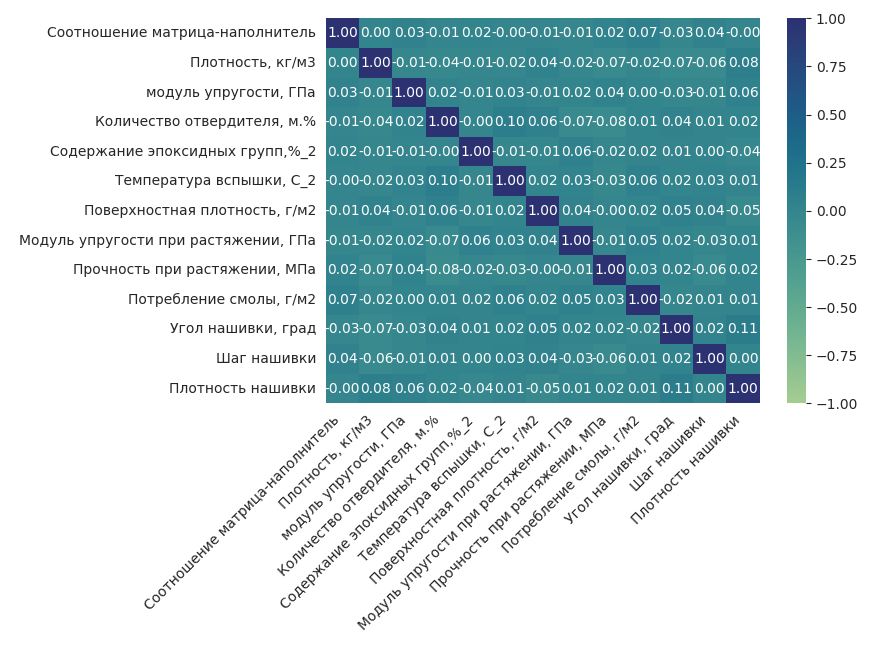 Соотношение матрица-наполнитель 1.00 0.00 0.03 -0.01 0.02 -0.00 -0.01 -0.01 0.02 0.07 -0.03 0.04 -0.00
Плотность, кг/м3 0.00 1.00 -0.01 -0.04 -0.01 -0.02 0.04 -0.02 -0.07 -0.02 -0.07 -0.06 0.08
модуль упругости, ГПа 0.03 -0.01 1.00 0.02 -0.01 0.03 -0.01 0.02 0.04 0.00 -0.03 -0.01 0.06
Количество отвердителя, м.% -0.01 -0.04 0.02 1.00 -0.00 0.10 0.06 -0.07 -0.08 0.01 0.04 0.01 0.02
Содержание эпоксидных групп,%_2 0.02 -0.01 -0.01 -0.00 1.00 -0.01 -0.01 0.06 -0.02 0.02 0.01 0.00 -0.04
Температура вспышки, С_2 -0.00 -0.02 0.03 0.10 -0.01 1.00 0.02 0.03 -0.03 0.06 0.02 0.03 0.01
Поверхностная плотность, г/м2 -0.01 0.04 -0.01 0.06 -0.01 0.02 1.00 0.04 -0.00 0.02 0.05 0.04 -0.05
Модуль упругости при растяжении, ГПа -0.01 -0.02 0.02 -0.07 0.06 0.03 0.04 1.00 -0.01 0.05 0.02 -0.03 0.01
Прочность при растяжении, МПа 0.02 -0.07 0.04 -0.08 -0.02 -0.03 -0.00 -0.01 1.00 0.03 0.02 -0.06 0.02
Потребление смолы, г/м2 0.07 -0.02 0.00 0.01 0.02 0.06 0.02 0.05 0.03 1.00 -0.02 0.01 0.01
Угол нашивки, град -0.03 -0.07 -0.03 0.04 0.01 0.02 0.05 0.02 0.02 -0.02 1.00 0.02 0.11
Шаг нашивки 0.04 -0.06 -0.01 0.01 0.00 0.03 0.04 -0.03 -0.06 0.01 0.02 1.00 0.00
Плотность нашивки -0.00 0.08 0.06 0.02 -0.04 0.01 -0.05 0.01 0.02 0.01 0.11 0.00 1.00
Соотношение матрица-наполнитель
Плотность, кг/м3
модуль упругости, ГПа
Количество отвердителя, м.%
Содержание эпоксидных групп,%_2
Температура вспышки, С_2
Поверхностная плотность, г/м2
Модуль упругости при растяжении, ГПа
Прочность при растяжении, МПа
Потребление смолы, г/м2
Угол нашивки, град
Шаг нашивки
Плотность нашивки
1.00
0.75
0.50
0.25
0.00
−0.25
−0.50
−0.75
−1.00